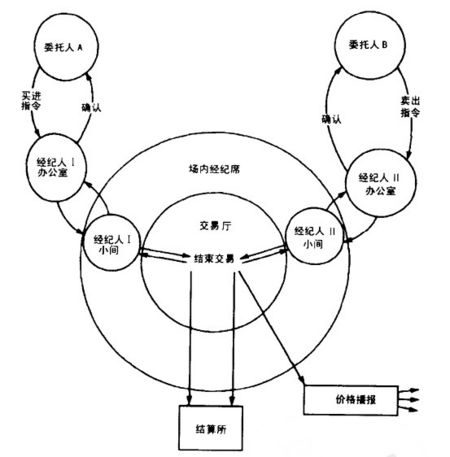 委托人 A
委托人 B
买进
指令
确认
确认
卖出
指令
经纪人 I
办公室
场内经纪席
经纪人 II
办公室
交易厅
经纪人 I
小间
经纪人 II
小间
结束交易
结算所
价格播报